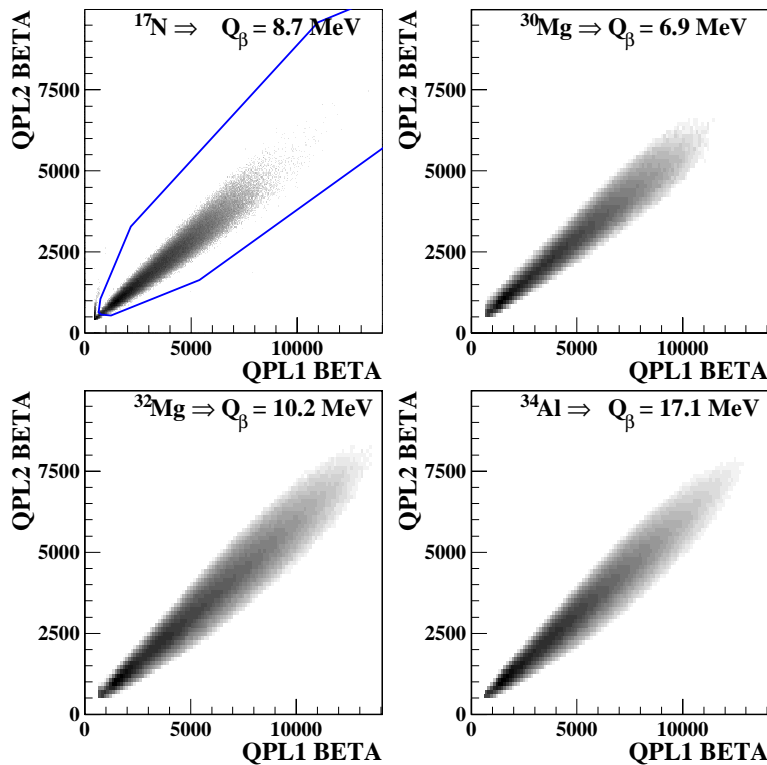 ¹⁷N ⇒ Q_β = 8.7 MeV
QPL2 BETA
7500
5000
2500
0
0 5000 10000
QPL1 BETA
³⁰Mg ⇒ Q_β = 6.9 MeV
QPL2 BETA
7500
5000
2500
0
0 5000 10000
QPL1 BETA
³²Mg ⇒ Q_β = 10.2 MeV
QPL2 BETA
7500
5000
2500
0
0 5000 10000
QPL1 BETA
³⁴Al ⇒ Q_β = 17.1 MeV
QPL2 BETA
7500
5000
2500
0
0 5000 10000
QPL1 BETA